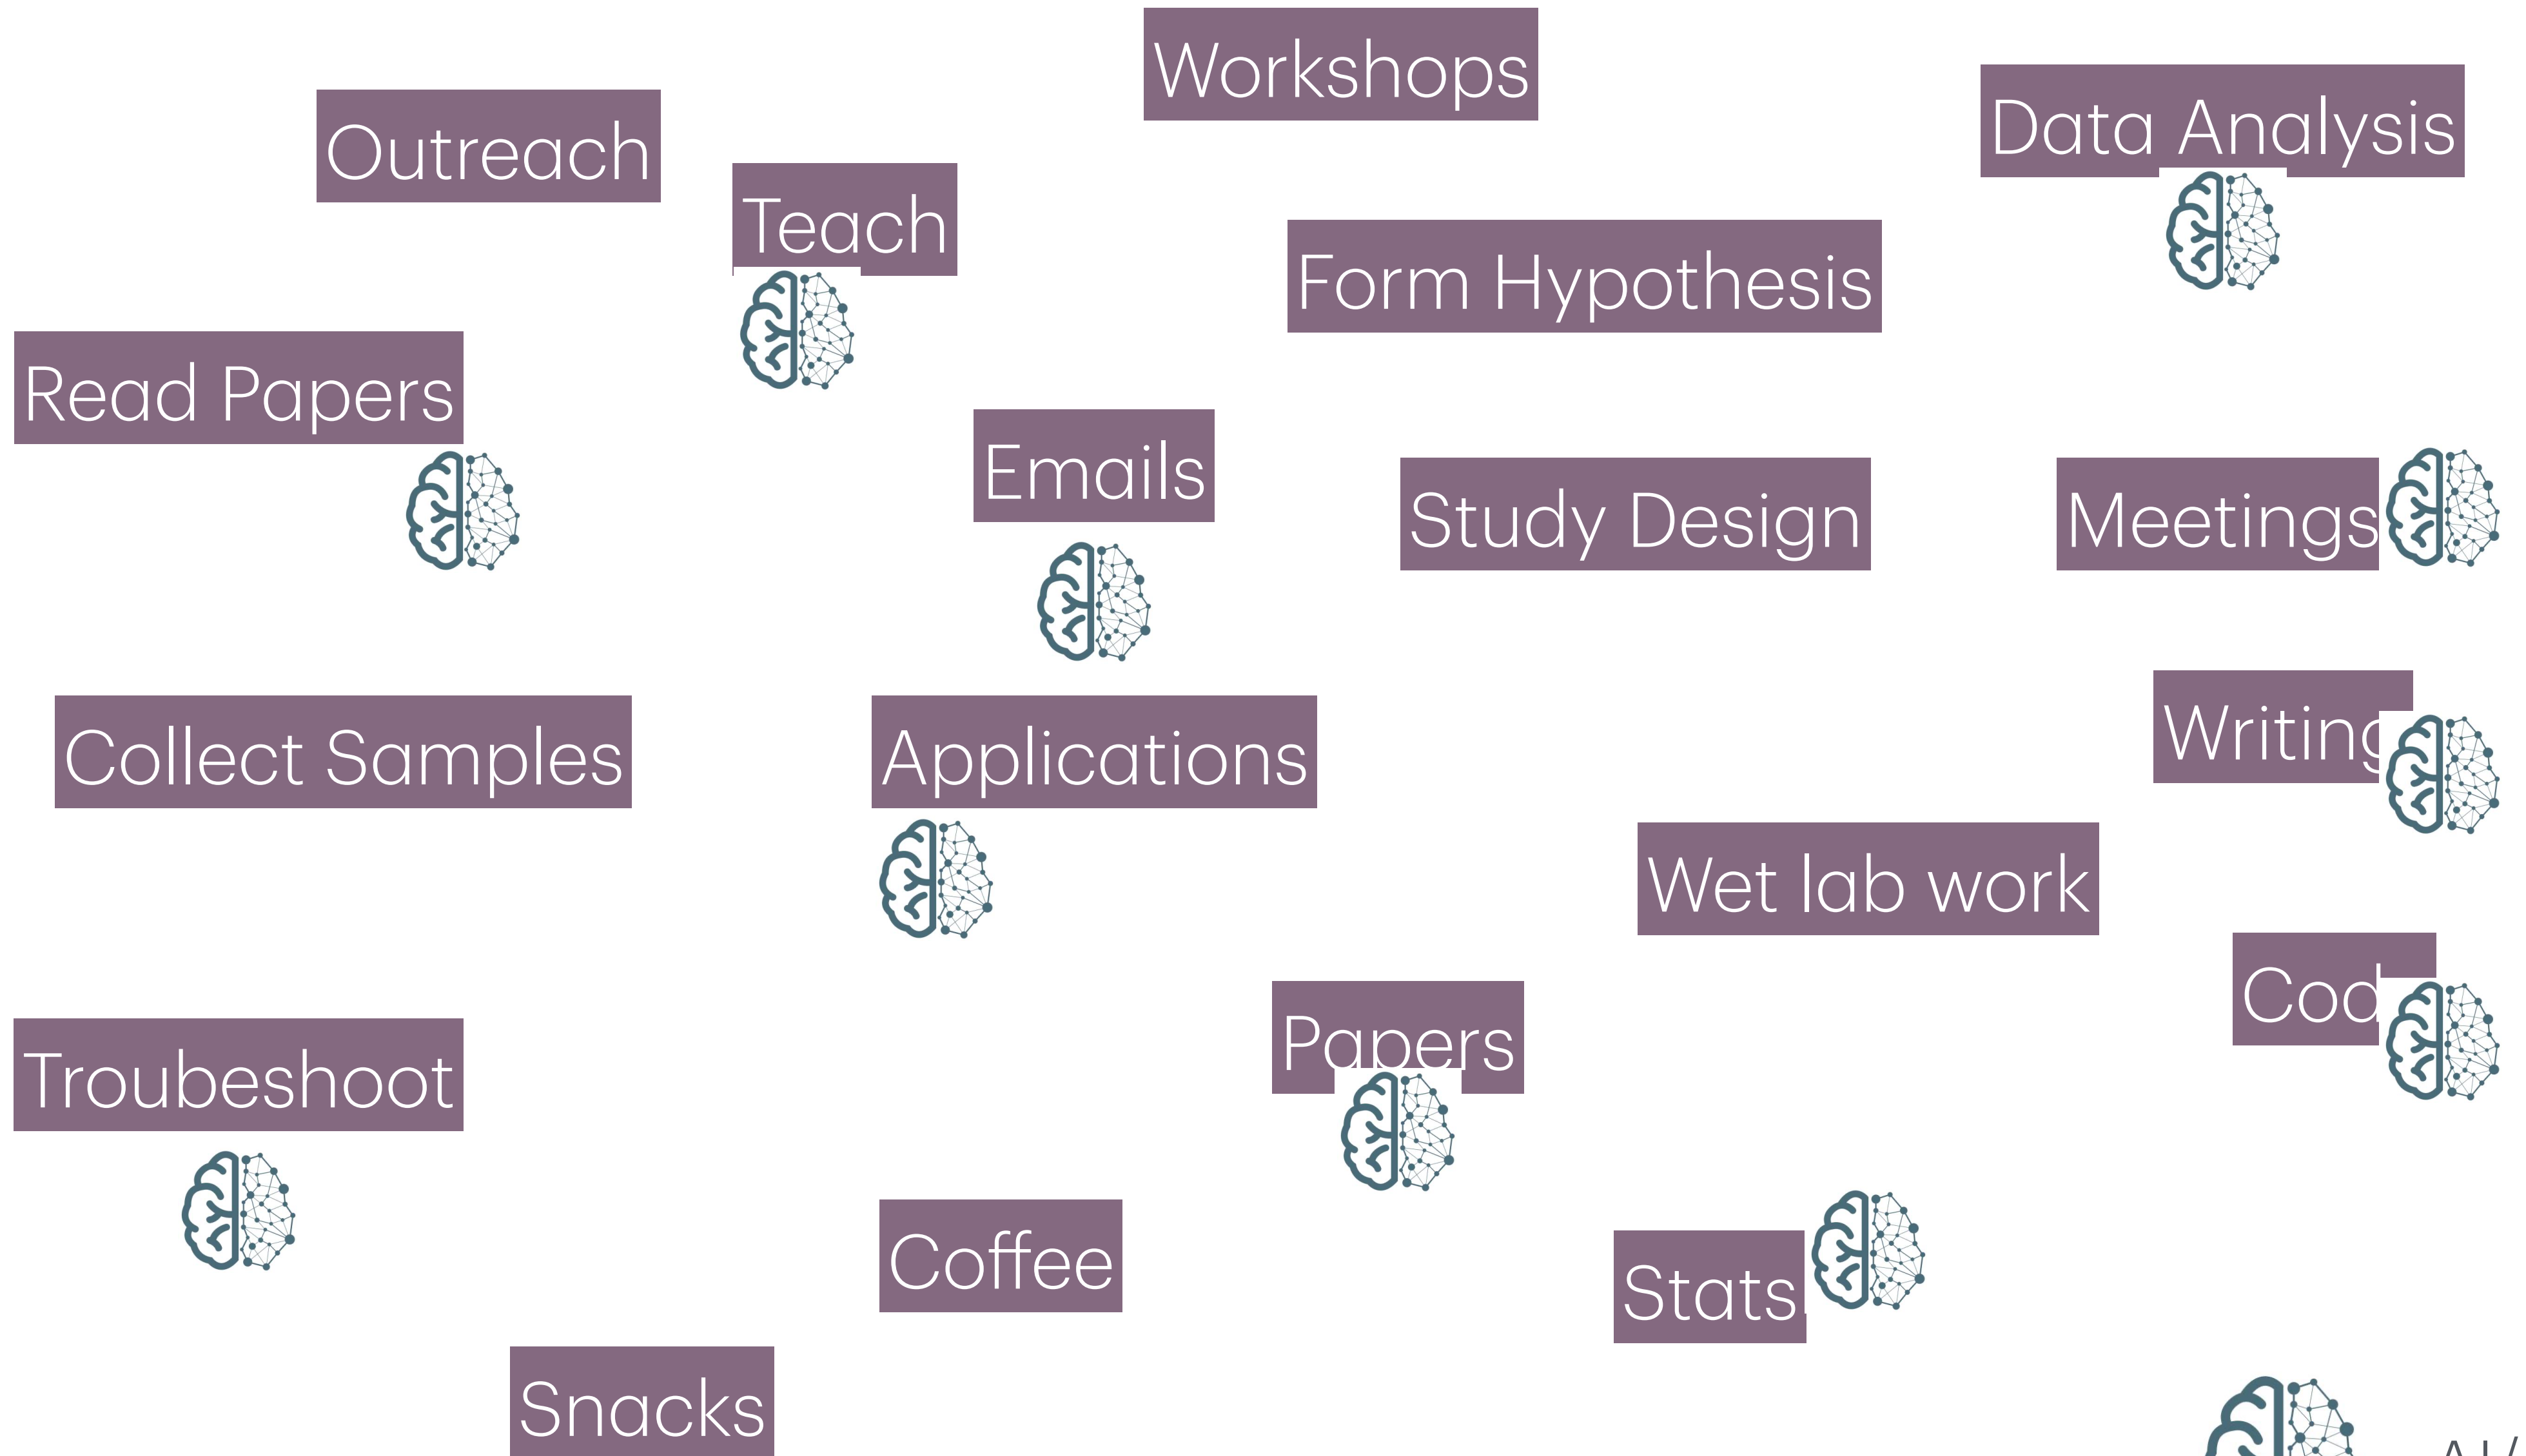 Workshops
Data Analysis
Outreach
Teach
Form Hypothesis
Read Papers
Emails
Study Design
Meetings
Writing
Collect Samples
Applications
Wet lab work
Cod
Papers
Troubeshoot
Coffee
Stats
Snacks